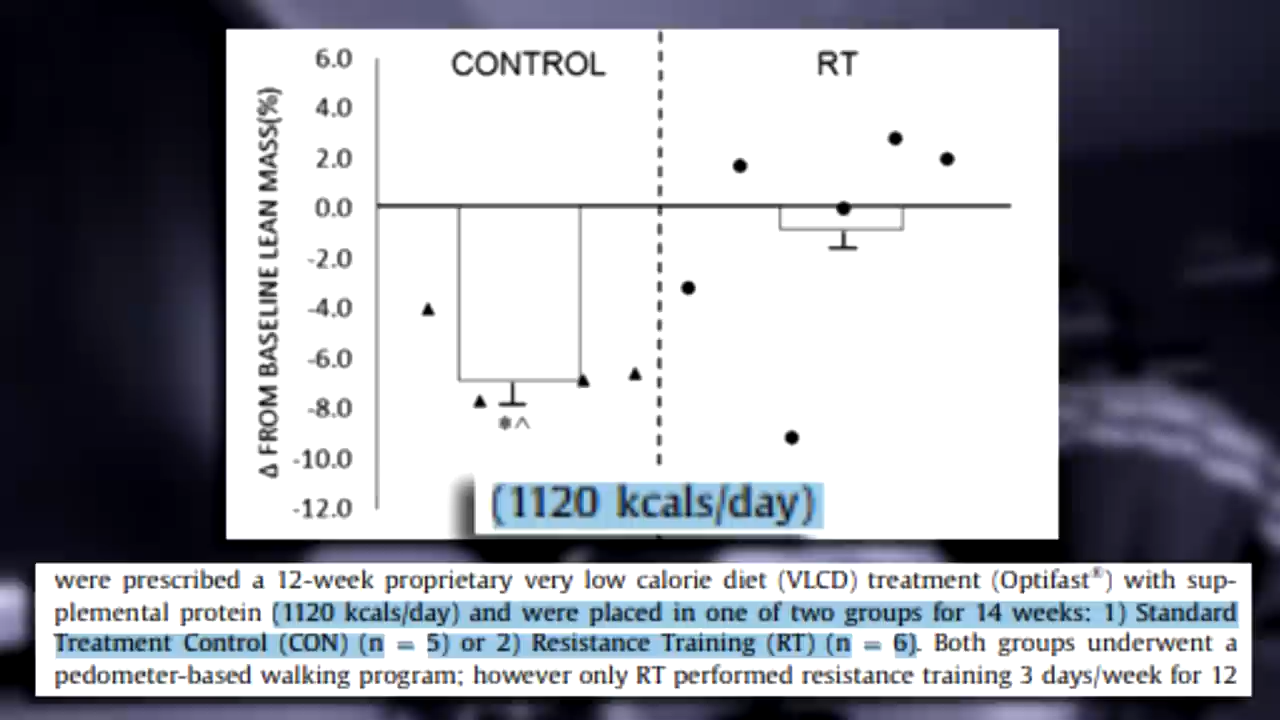 CONTROL RT
Δ FROM BASELINE LEAN MASS(%)
6.0
4.0
2.0
0.0
-2.0
-4.0
-6.0
-8.0
-10.0
-12.0
*^
(1120 kcals/day)
were prescribed a 12-week proprietary very low calorie diet (VLCD) treatment (Optifast®) with sup-
plemental protein (1120 kcals/day) and were placed in one of two groups for 14 weeks: 1) Standard
Treatment Control (CON) (n = 5) or 2) Resistance Training (RT) (n = 6). Both groups underwent a
pedometer-based walking program; however only RT performed resistance training 3 days/week for 12